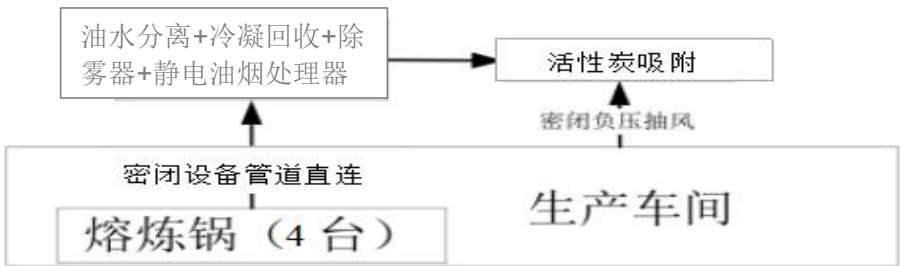 油水分离+冷凝回收+除
雾器+静电油烟处理器
活性炭吸附
密闭负压抽风
密闭设备管道直连
生产车间
熔炼锅（4 台）